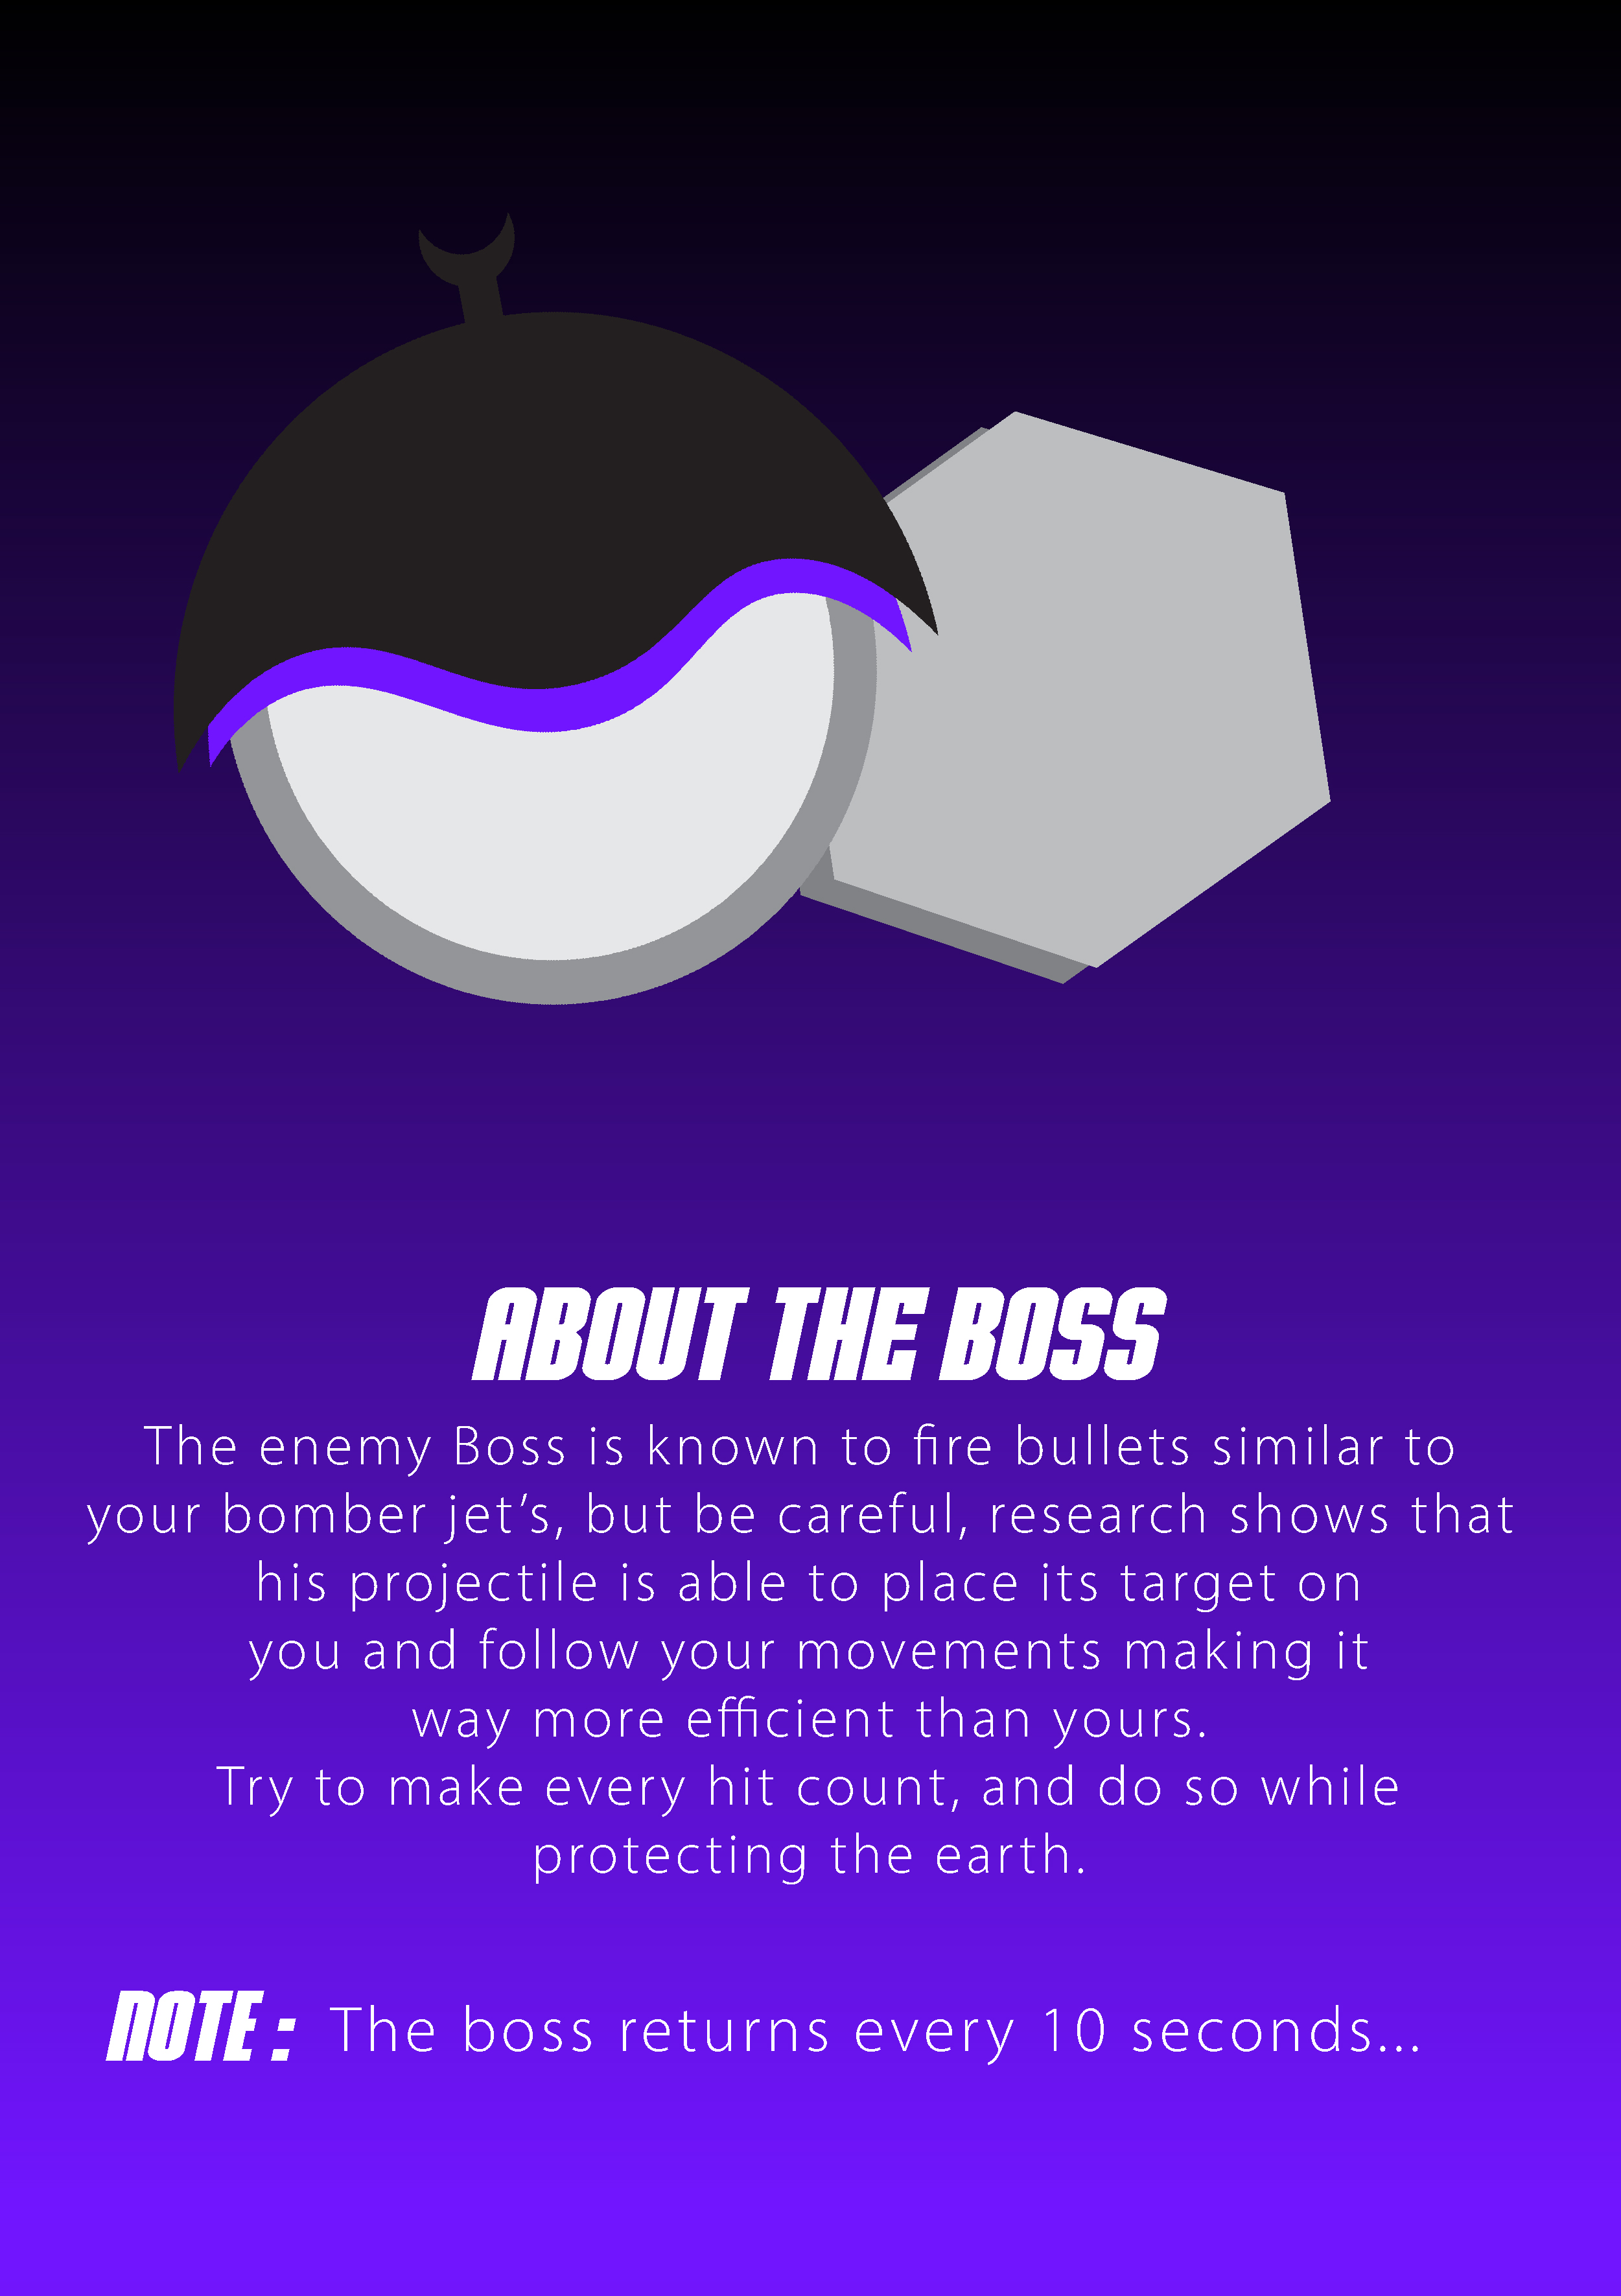 ABOUT THE BOSS
The enemy Boss is known to fire bullets similar to
your bomber jet’s, but be careful, research shows that
his projectile is able to place its target on
you and follow your movements making it
way more efficient than yours.
Try to make every hit count, and do so while
protecting the earth.
NOTE : The boss returns every 10 seconds...